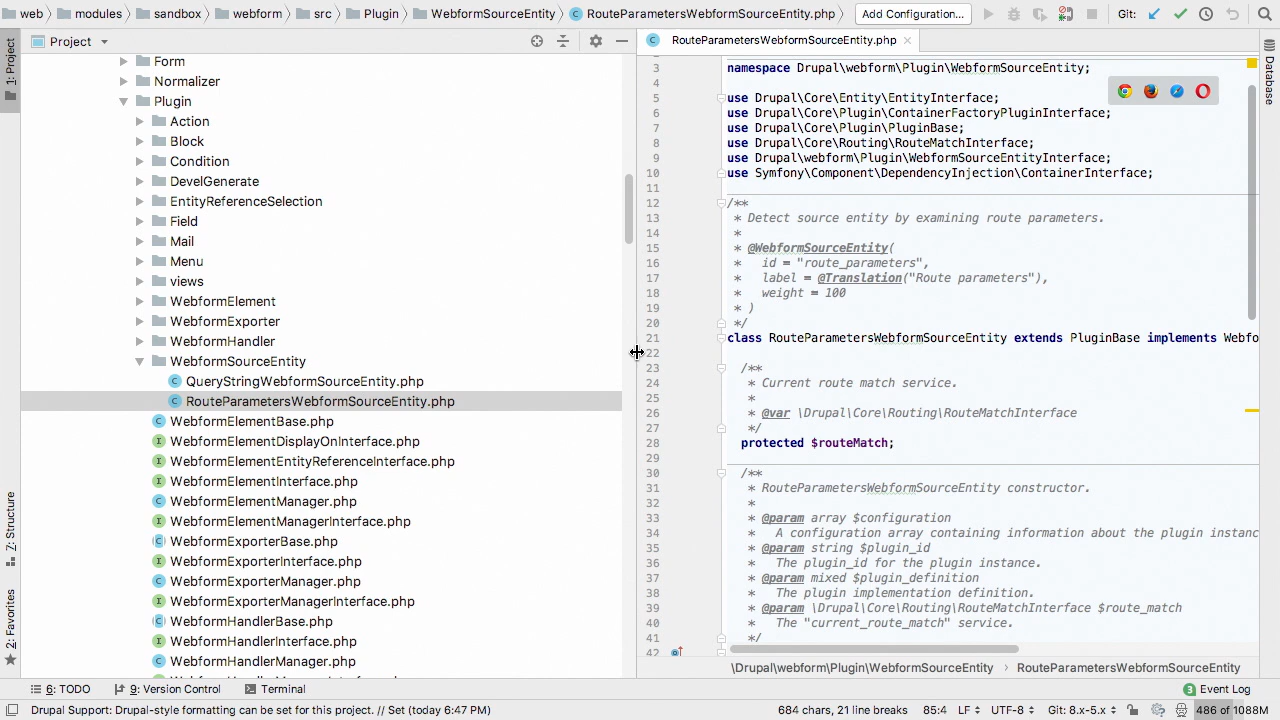 web modules sandbox webform src Plugin WebformSourceEntity RouteParametersWebformSourceEntity.php Add Configuration... Git:
1: Project
Project
RouteParametersWebformSourceEntity.php
Database
Form
Normalizer
Plugin
Action
Block
Condition
DevelGenerate
EntityReferenceSelection
Field
Mail
Menu
views
WebformElement
WebformExporter
WebformHandler
WebformSourceEntity
QueryStringWebformSourceEntity.php
RouteParametersWebformSourceEntity.php
WebformElementBase.php
WebformElementDisplayOnInterface.php
WebformElementEntityReferenceInterface.php
WebformElementInterface.php
WebformElementManager.php
WebformElementManagerInterface.php
WebformExporterBase.php
WebformExporterInterface.php
WebformExporterManager.php
WebformExporterManagerInterface.php
WebformHandlerBase.php
WebformHandlerInterface.php
WebformHandlerManager.php
Z: Structure
2: Favorites
3 namespace Drupal\webform\Plugin\WebformSourceEntity;
4
5 use Drupal\Core\Entity\EntityInterface;
6 use Drupal\Core\Plugin\ContainerFactoryPluginInterface;
7 use Drupal\Core\Plugin\PluginBase;
8 use Drupal\Core\Routing\RouteMatchInterface;
9 use Drupal\webform\Plugin\WebformSourceEntityInterface;
10 use Symfony\Component\DependencyInjection\ContainerInterface;
11
12 /**
13 * Detect source entity by examining route parameters.
14 *
15 * @WebformSourceEntity(
16 * id = "route_parameters",
17 * label = @Translation("Route parameters"),
18 * weight = 100
19 * )
20 */
21 class RouteParametersWebformSourceEntity extends PluginBase implements Webfo
22
23 /**
24 * Current route match service.
25 *
26 * @var \Drupal\Core\Routing\RouteMatchInterface
27 */
28 protected $routeMatch;
29
30 /**
31 * RouteParametersWebformSourceEntity constructor.
32 *
33 * @param array $configuration
34 * A configuration array containing information about the plugin instanc
35 * @param string $plugin_id
36 * The plugin_id for the plugin instance.
37 * @param mixed $plugin_definition
38 * The plugin implementation definition.
39 * @param \Drupal\Core\Routing\RouteMatchInterface $route_match
40 * The "current_route_match" service.
41 */
42
\Drupal\webform\Plugin\WebformSourceEntity RouteParametersWebformSourceEntity
6: TODO 9: Version Control Terminal 3 Event Log
Drupal Support: Drupal-style formatting can be set for this project. // Set (today 6:47 PM) 684 chars, 21 line breaks 85:4 LF UTF-8 Git: 8.x-5.x 486 of 1088M